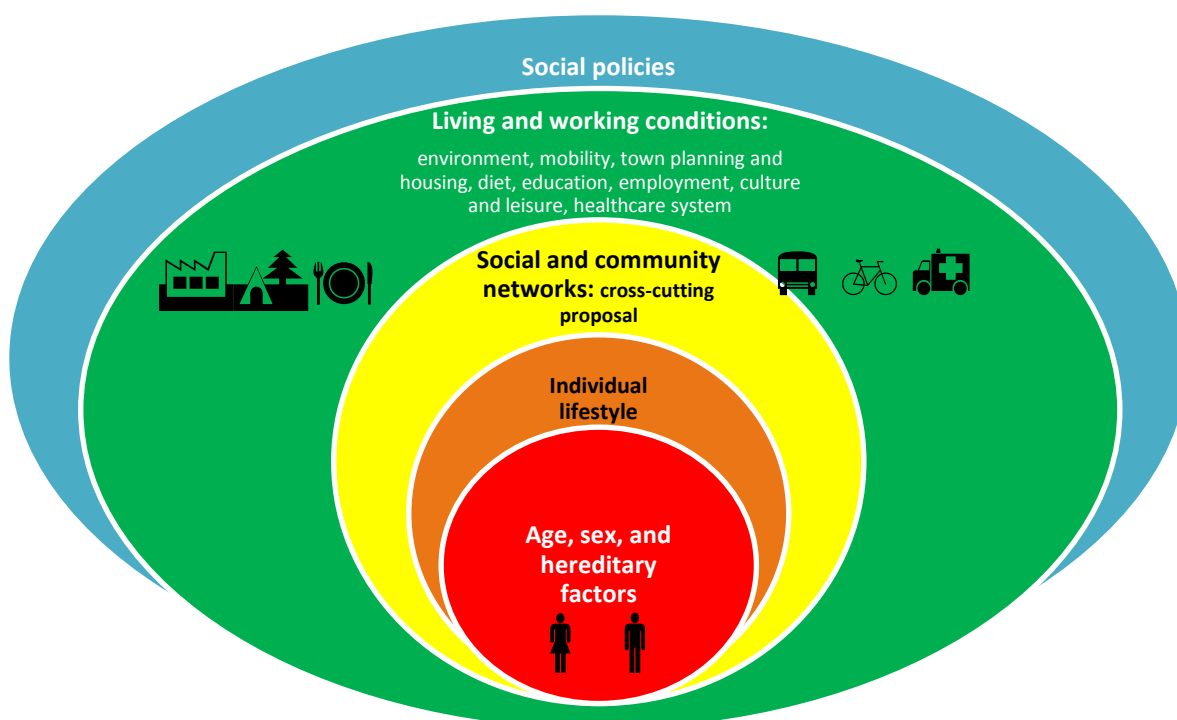 Social policies
Living and working conditions:
environment, mobility, town planning and
housing, diet, education, employment, culture
and leisure, healthcare system
Social and community
networks: cross-cutting
proposal
Individual
lifestyle
Age, sex, and
hereditary
factors